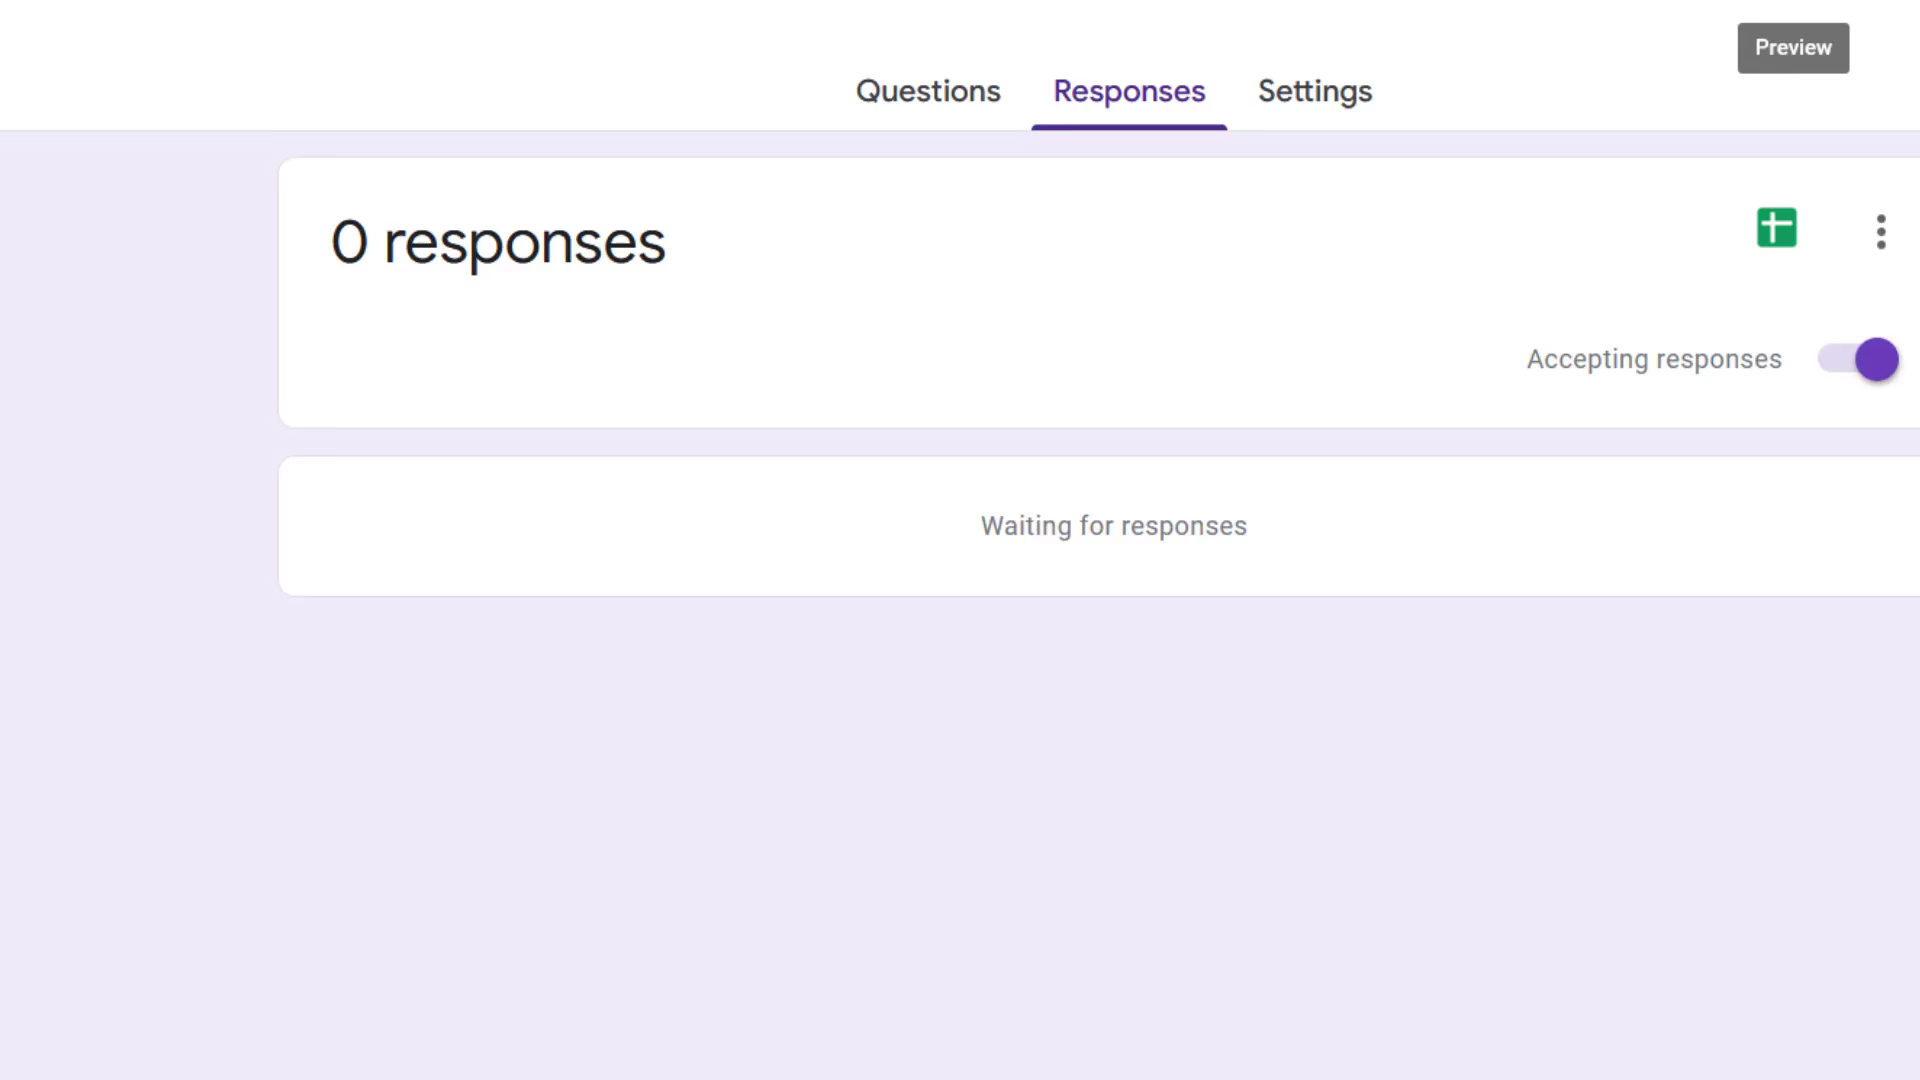 Preview
Questions Responses Settings
0 responses
Accepting responses
Waiting for responses